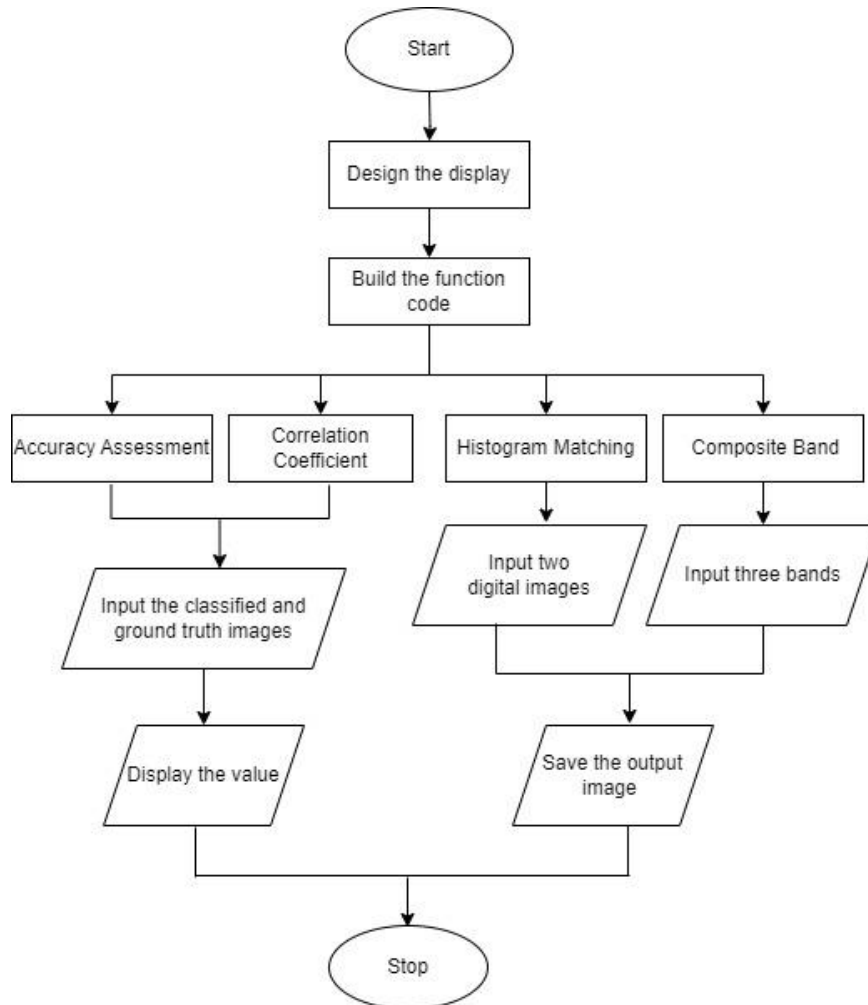 Start
Design the display
Build the function
code
Accuracy Assessment
Correlation
Coefficient
Histogram Matching
Composite Band
Input the classified and
ground truth images
Input two
digital images
Input three bands
Display the value
Save the output
image
Stop